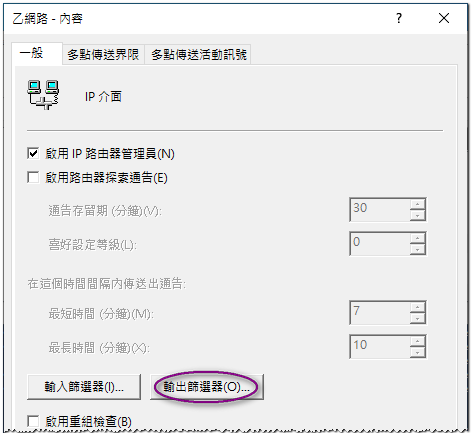 乙網路 - 內容
一般 多點傳送界限 多點傳送活動訊號
IP 介面
啟用 IP 路由器管理員(N)
啟用路由器探索通告(E)
通告存留期 (分鐘)(V): 30
喜好設定等級(L): 0
在這個時間間隔內傳送出通告:
最短時間 (分鐘)(M): 7
最長時間 (分鐘)(X): 10
輸入篩選器(I)... 輸出篩選器(O)...
啟用重組檢查(B)